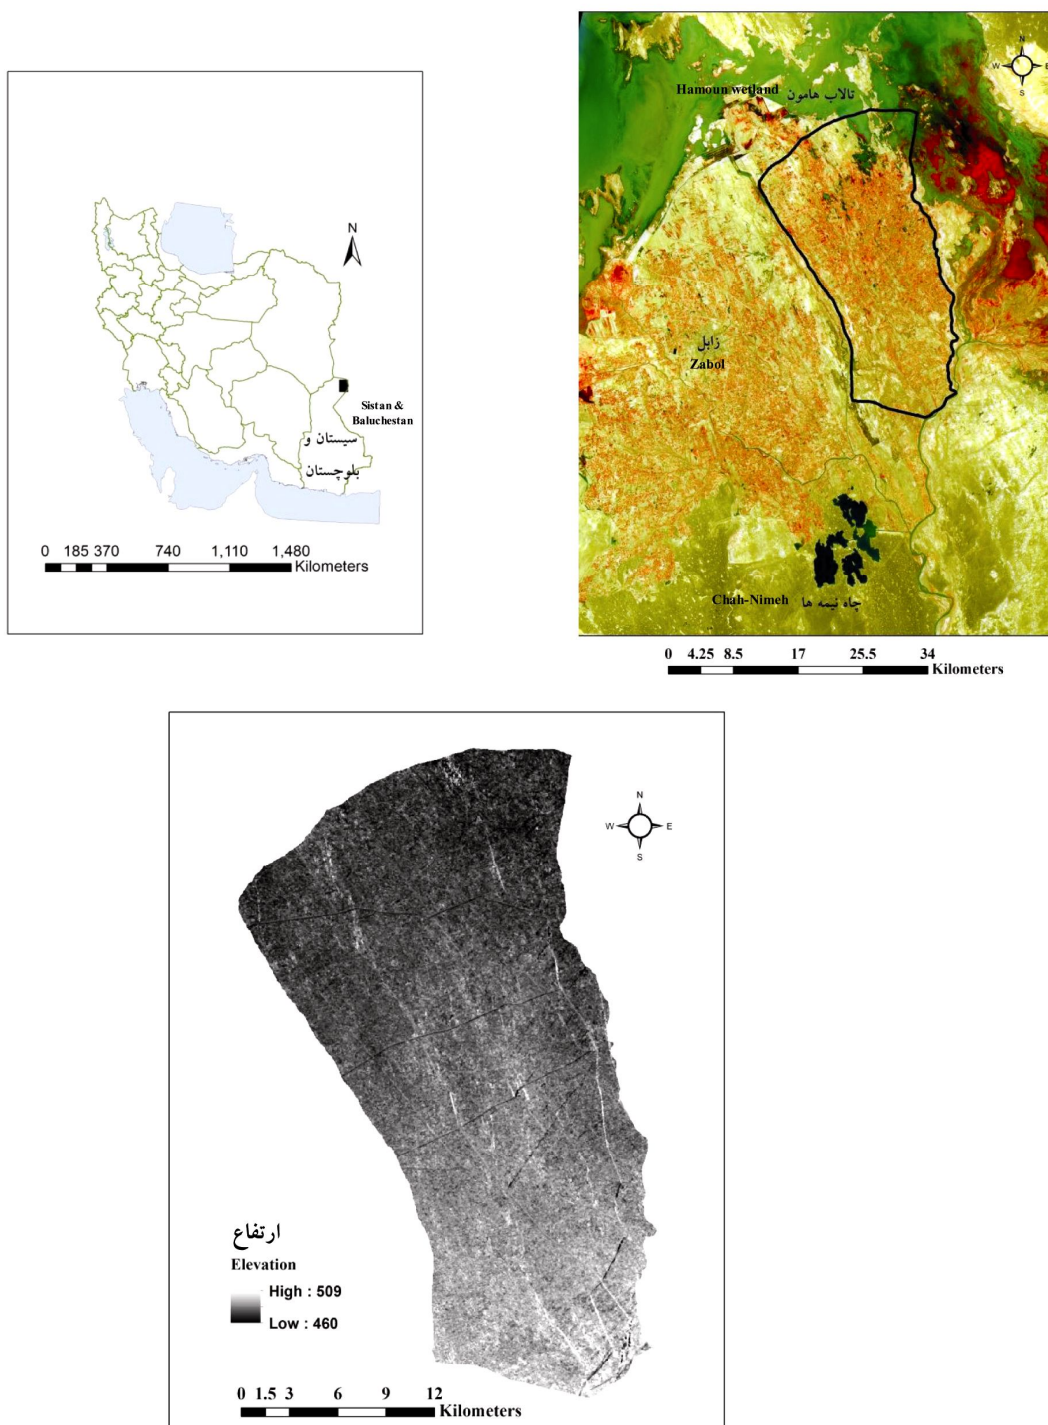 N
Sistan &
Baluchestan
سیستان و
بلوچستان
0 185 370 740 1,110 1,480
Kilometers
N
W E
S
Hamoun wetland تالاب هامون
زابل
Zabol
Chah-Nimeh چاه نیمه ها
0 4.25 8.5 17 25.5 34
Kilometers
N
W E
S
ارتفاع
Elevation
High : 509
Low : 460
0 1.5 3 6 9 12
Kilometers